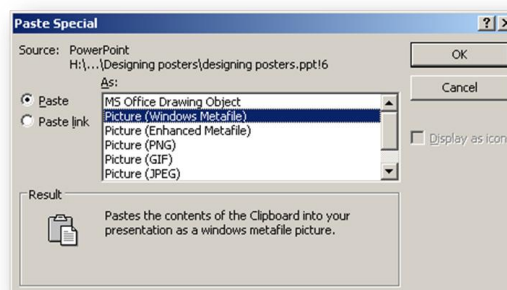 Paste Special
Source: PowerPoint
H:\...\Designing posters\designing posters.ppt!6
As:
Paste
Paste link
MS Office Drawing Object
Picture (Windows Metafile)
Picture (Enhanced Metafile)
Picture (PNG)
Picture (GIF)
Picture (JPEG)
OK
Cancel
Display as icon
Result
Pastes the contents of the Clipboard into your
presentation as a windows metafile picture.